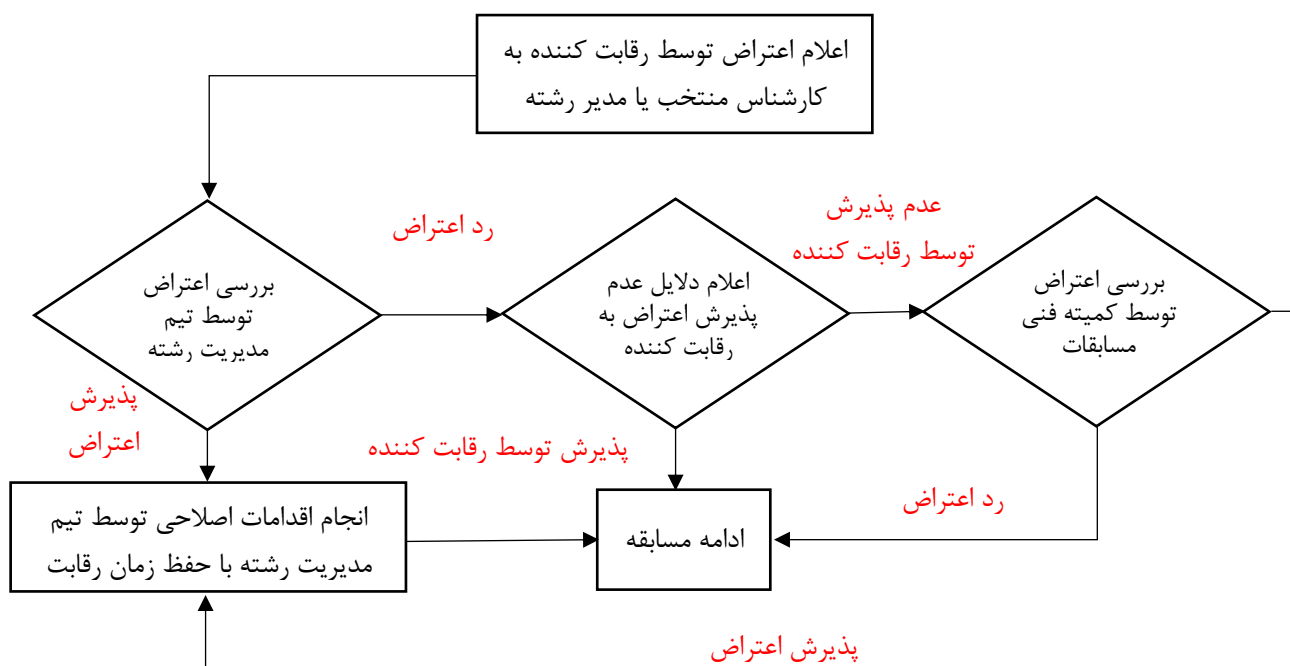 اعلام اعتراض توسط رقابت کننده به
کارشناس منتخب یا مدیر رشته
بررسی اعتراض
توسط تیم
مدیریت رشته
رد اعتراض
اعلام دلایل عدم
پذیرش اعتراض به
رقابت کننده
عدم پذیرش
توسط رقابت کننده
بررسی اعتراض
توسط کمیته فنی
مسابقات
پذیرش
اعتراض
پذیرش توسط رقابت کننده
رد اعتراض
انجام اقدامات اصلاحی توسط تیم
مدیریت رشته با حفظ زمان رقابت
ادامه مسابقه
پذیرش اعتراض